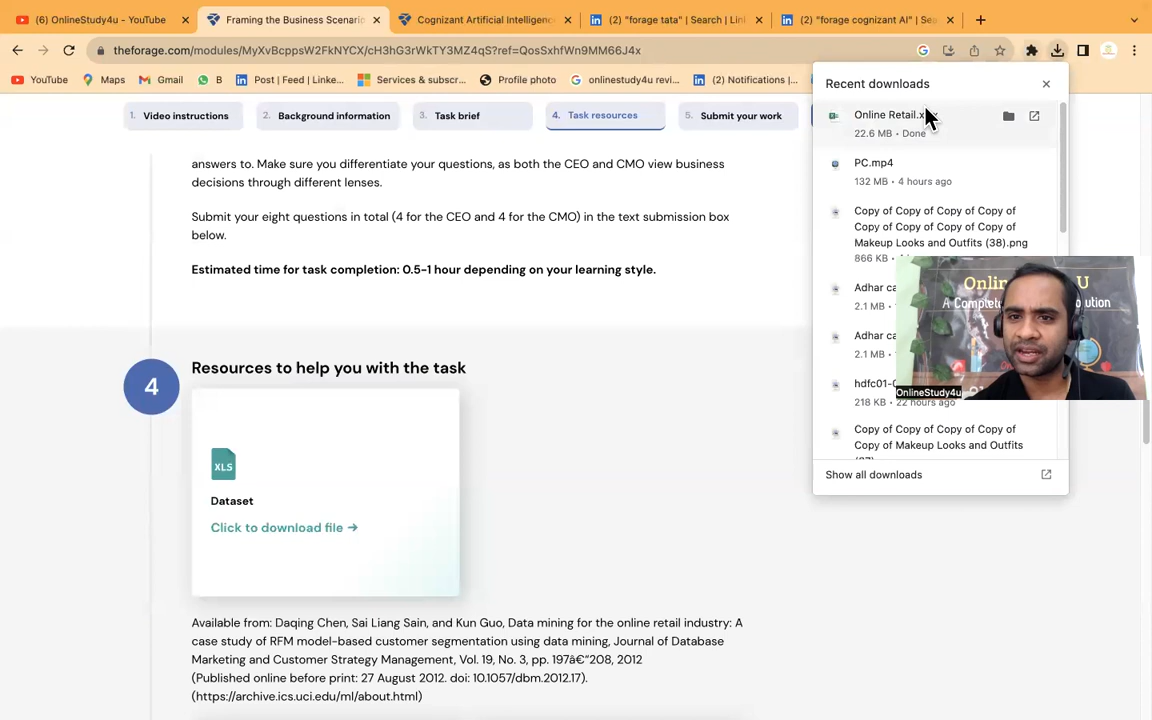 (6) OnlineStudy4u - YouTube
Framing the Business Scenario
Cognizant Artificial Intelligence
(2) "forage tata" | Search | Lin
(2) "forage cognizant AI" | Sea
theforage.com/modules/MyXvBcppsW2FkNYCX/cH3hG3rWkTY3MZ4qS?ref=QosSxhfWn9MM66J4x
YouTube
Maps
Gmail
B
Post | Feed | Linke...
Services & subscr...
Profile photo
onlinestudy4u revi...
(2) Notifications |...
1. Video instructions
2. Background information
3. Task brief
4. Task resources
5. Submit your work
answers to. Make sure you differentiate your questions, as both the CEO and CMO view business
decisions through different lenses.
Submit your eight questions in total (4 for the CEO and 4 for the CMO) in the text submission box
below.
Estimated time for task completion: 0.5-1 hour depending on your learning style.
4
Resources to help you with the task
XLS
Dataset
Click to download file →
Available from: Daqing Chen, Sai Liang Sain, and Kun Guo, Data mining for the online retail industry: A
case study of RFM model-based customer segmentation using data mining, Journal of Database
Marketing and Customer Strategy Management, Vol. 19, No. 3, pp. 197â€“208, 2012
(Published online before print: 27 August 2012. doi: 10.1057/dbm.2012.17).
(https://archive.ics.uci.edu/ml/about.html)
Recent downloads
Online Retail.x
22.6 MB • Done
PC.mp4
132 MB • 4 hours ago
Copy of Copy of Copy of Copy of
Copy of Copy of Copy of Copy of
Makeup Looks and Outfits (38).png
866 KB
Adhar ca
2.1 MB
Adhar ca
2.1 MB
hdfc01-
218 KB • 22 hours ago
Copy of Copy of Copy of Copy of
Copy of Makeup Looks and Outfits
Show all downloads
Onlin
U
A Comple
ution
OnlineStudy4u